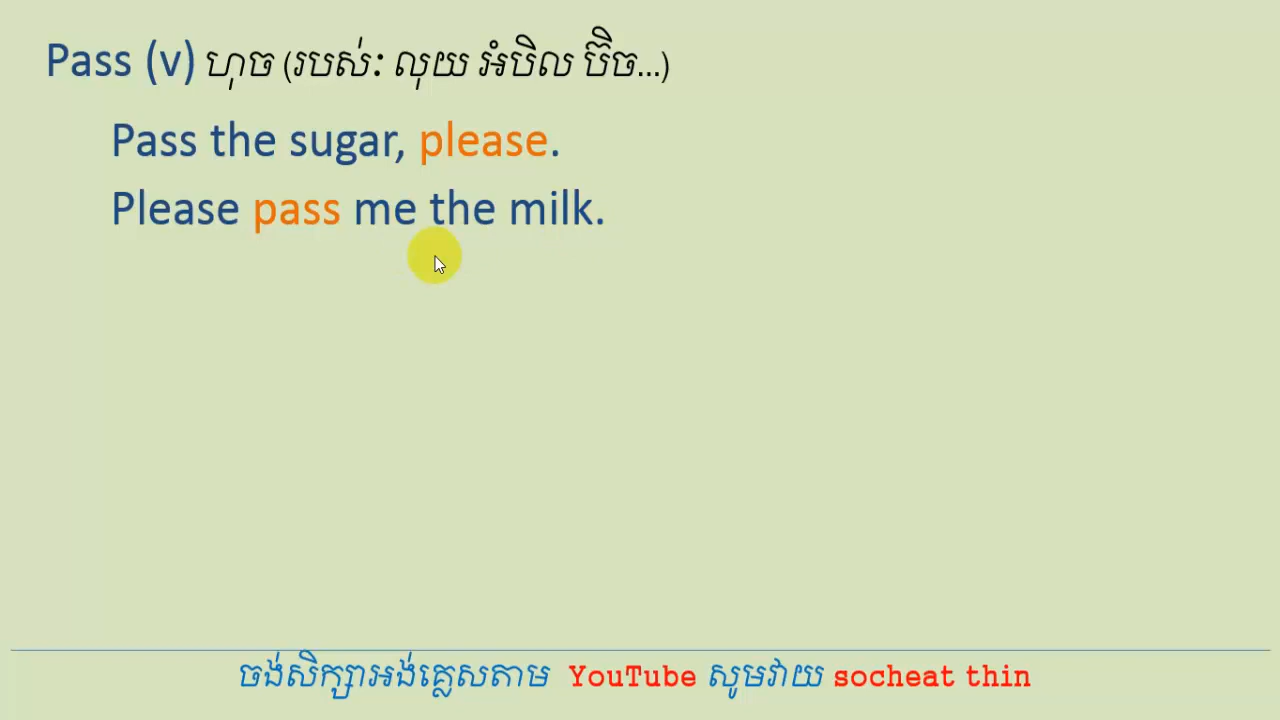 Pass (v) ហុច (របស់ៈ លុយ អំបិល ប៊ិច...)
Pass the sugar, please.
Please pass me the milk.
ចង់សិក្សាអង់គ្លេសតាម YouTube សូមវាយ socheat thin